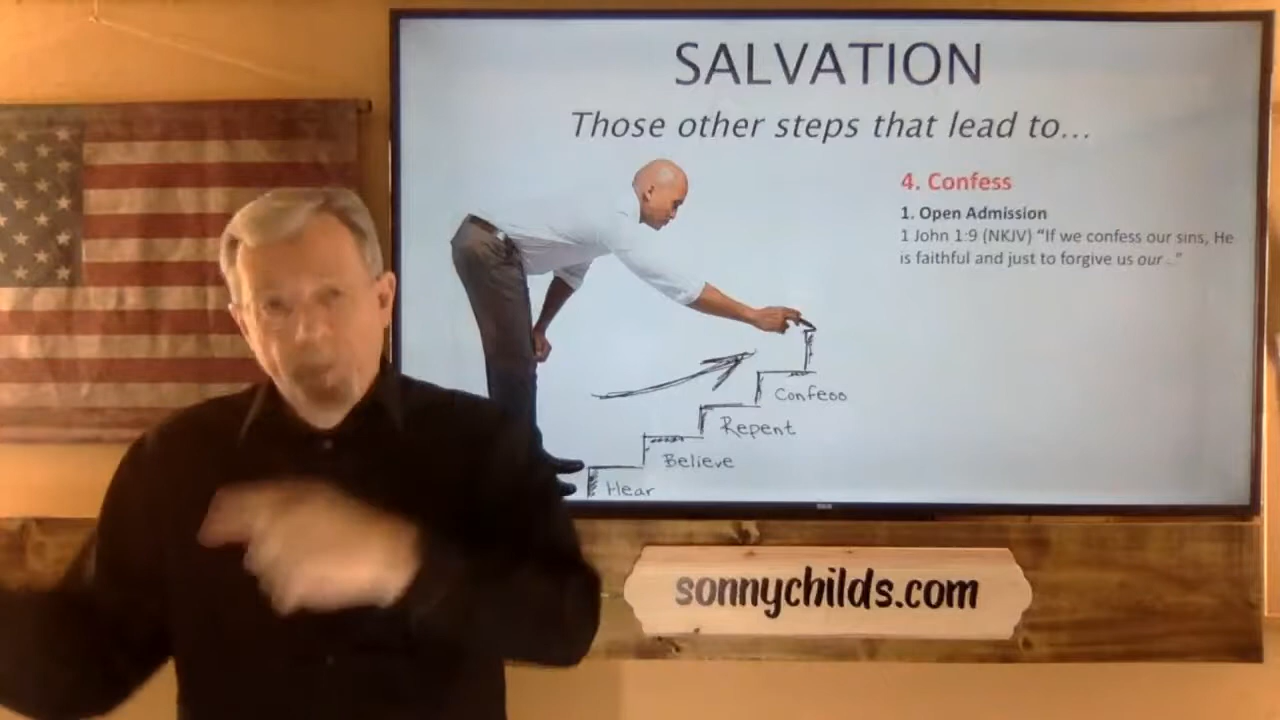 SALVATION
Those other steps that lead to...
4. Confess
1. Open Admission
1 John 1:9 (NKJV) “If we confess our sins, He
is faithful and just to forgive us our ...”
Confess
Repent
Believe
Hear
sonnychilds.com